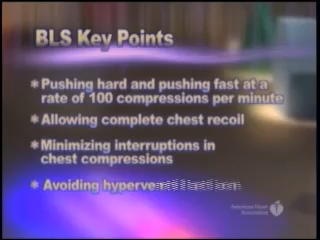 BLS Key Points
* Pushing hard and pushing fast at a
rate of 100 compressions per minute
* Allowing complete chest recoil
* Minimizing interruptions in
chest compressions
* Avoiding
American Heart
Association